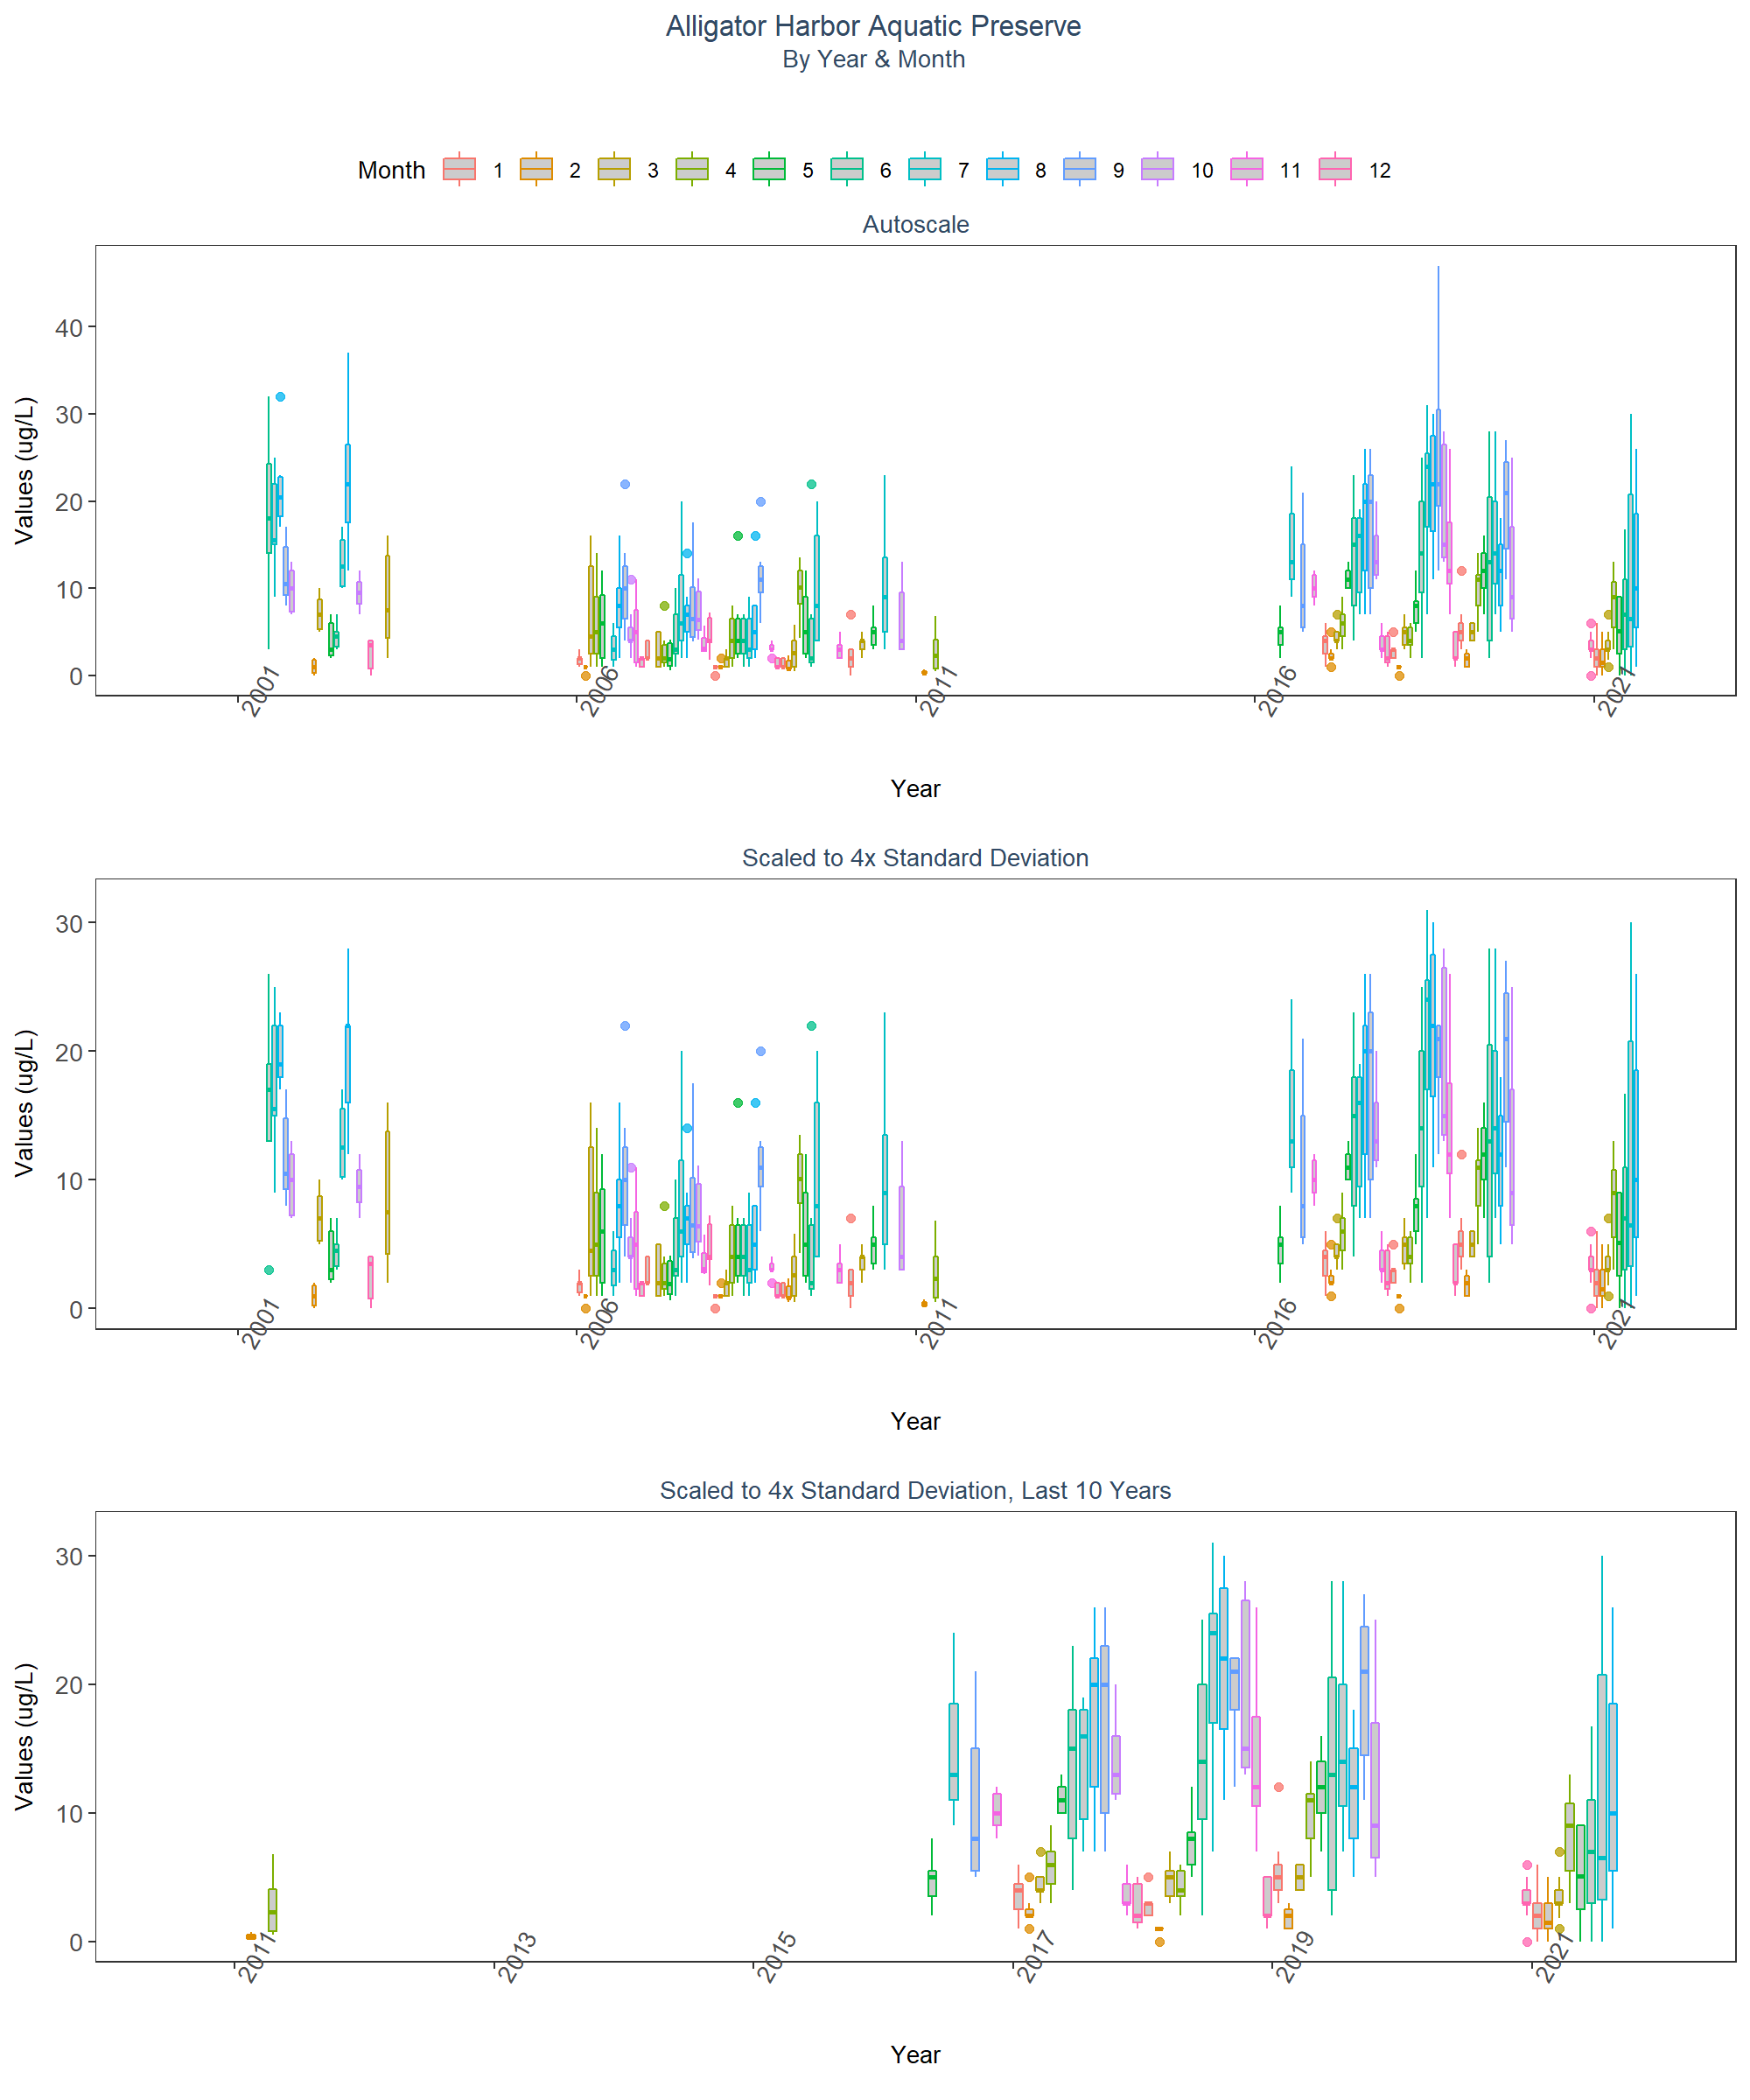 Alligator Harbor Aquatic Preserve
By Year & Month
Month 1 2 3 4 5 6 7 8 9 10 11 12
Autoscale
Values (ug/L)
40
30
20
10
0
2001 2006 2011 2016 2021
Year
Scaled to 4x Standard Deviation
Values (ug/L)
30
20
10
0
2001 2006 2011 2016 2021
Year
Scaled to 4x Standard Deviation, Last 10 Years
Values (ug/L)
30
20
10
0
2011 2013 2015 2017 2019 2021
Year